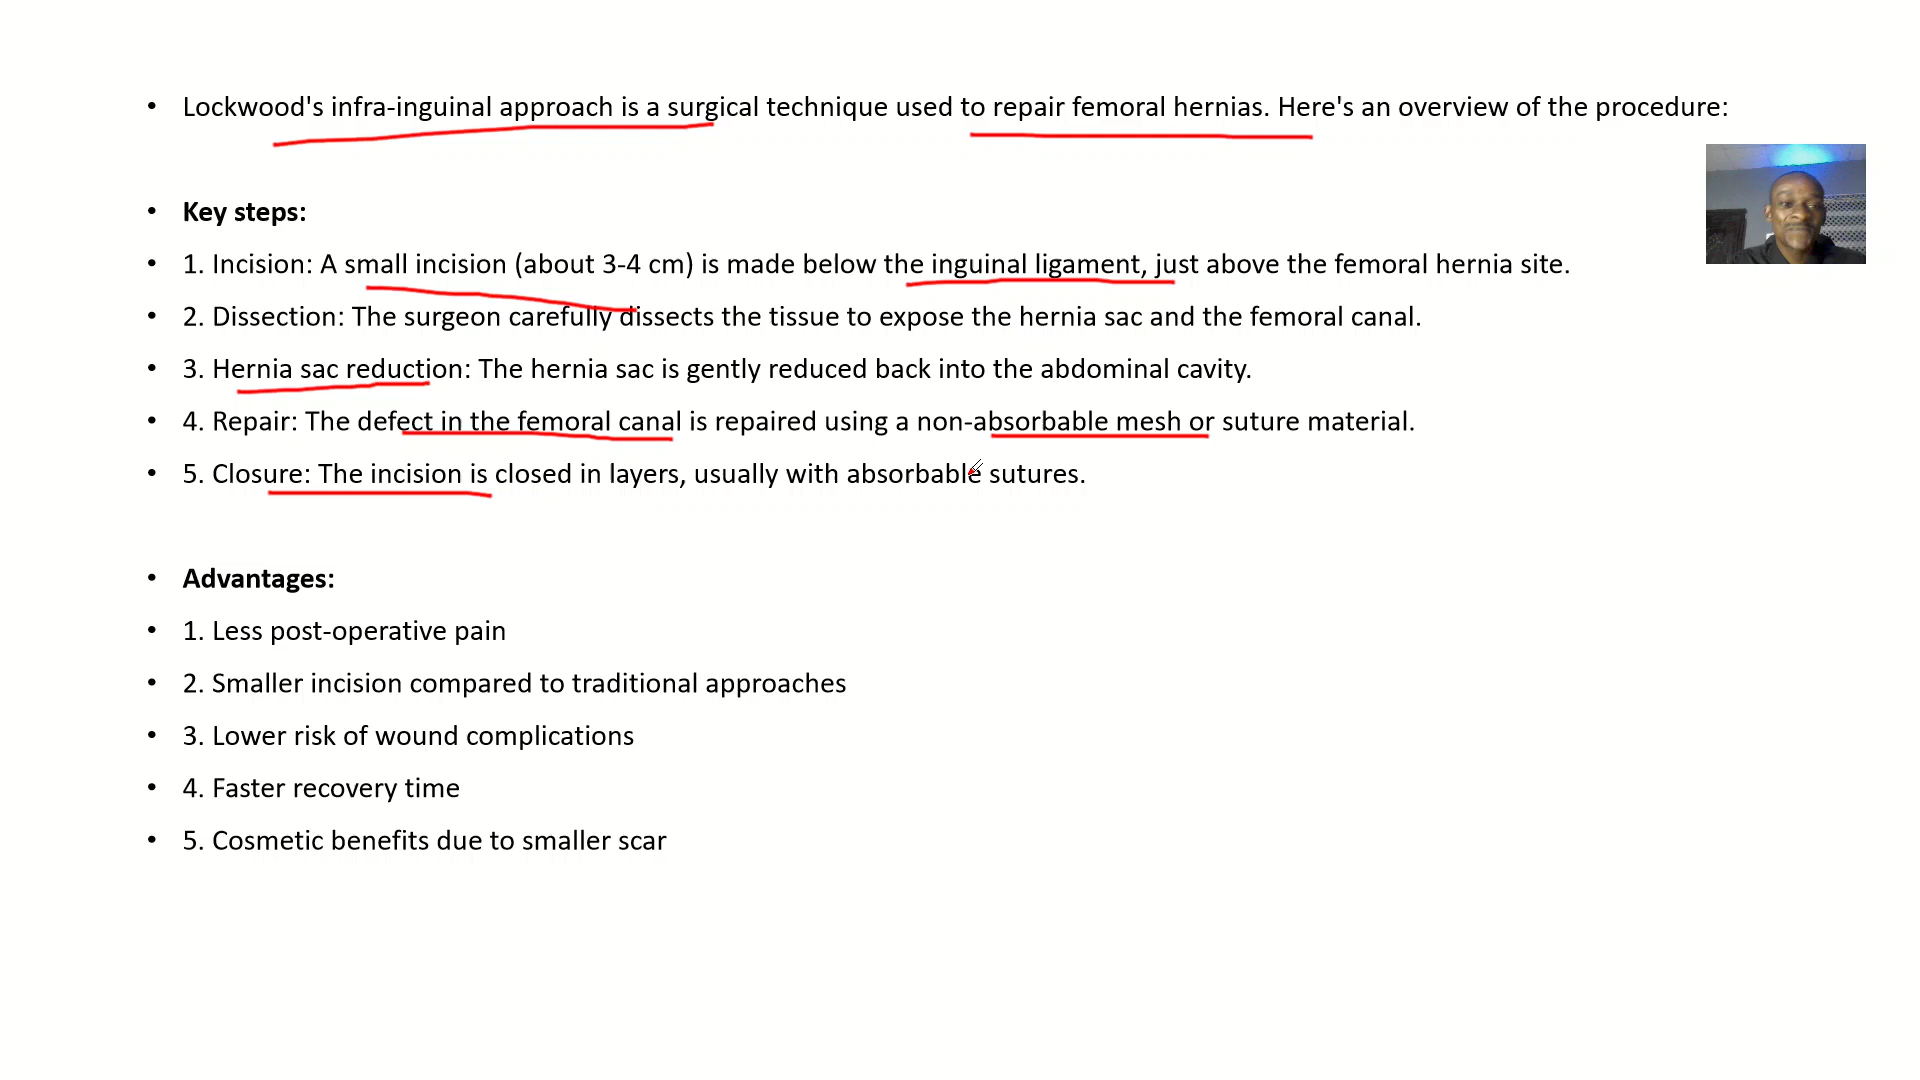 • Lockwood's infra-inguinal approach is a surgical technique used to repair femoral hernias. Here's an overview of the procedure:
• Key steps:
• 1. Incision: A small incision (about 3-4 cm) is made below the inguinal ligament, just above the femoral hernia site.
• 2. Dissection: The surgeon carefully dissects the tissue to expose the hernia sac and the femoral canal.
• 3. Hernia sac reduction: The hernia sac is gently reduced back into the abdominal cavity.
• 4. Repair: The defect in the femoral canal is repaired using a non-absorbable mesh or suture material.
• 5. Closure: The incision is closed in layers, usually with absorbable sutures.
• Advantages:
• 1. Less post-operative pain
• 2. Smaller incision compared to traditional approaches
• 3. Lower risk of wound complications
• 4. Faster recovery time
• 5. Cosmetic benefits due to smaller scar